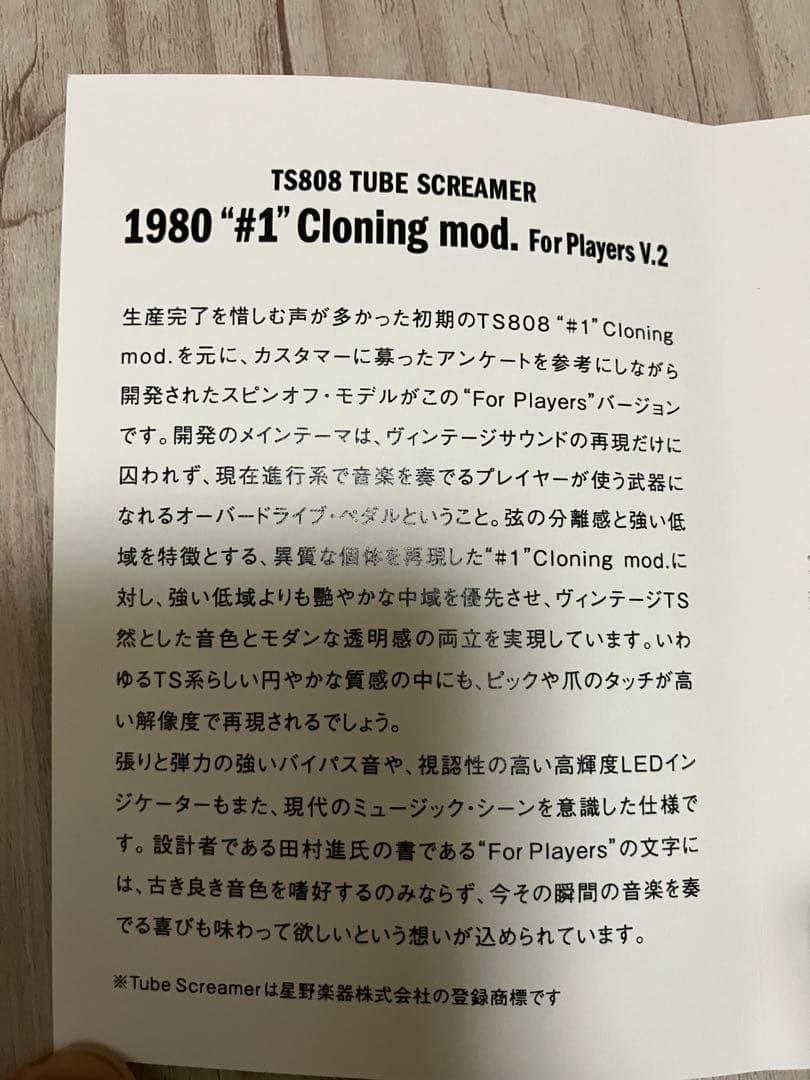 TS808 TUBE SCREAMER
1980 “#1” Cloning mod. For Players V.2
生産完了を惜しむ声が多かった初期のTS808“#1”Cloning
mod.を元に、カスタマーに募ったアンケートを参考にしながら
開発されたスピンオフ・モデルがこの“For Players”バージョン
です。開発のメインテーマは、ヴィンテージサウンドの再現だけに
囚われず、現在進行系で音楽を奏でるプレイヤーが使う武器に
なれるオーバードライブ・ペダルということ。弦の分離感と強い低
域を特徴とする、異質な個体を再現した“#1”Cloning mod.に
対し、強い低域よりも艶やかな中域を優先させ、ヴィンテージTS
然とした音色とモダンな透明感の両立を実現しています。いわ
ゆるTS系らしい円やかな質感の中にも、ピックや爪のタッチが高
い解像度で再現されるでしょう。
張りと弾力の強いバイパス音や、視認性の高い高輝度LEDイン
ジケーターもまた、現代のミュージック・シーンを意識した仕様で
す。設計者である田村進氏の書である“For Players”の文字に
は、古き良き音色を嗜好するのみならず、今その瞬間の音楽を奏
でる喜びも味わって欲しいという想いが込められています。
※Tube Screamerは星野楽器株式会社の登録商標です